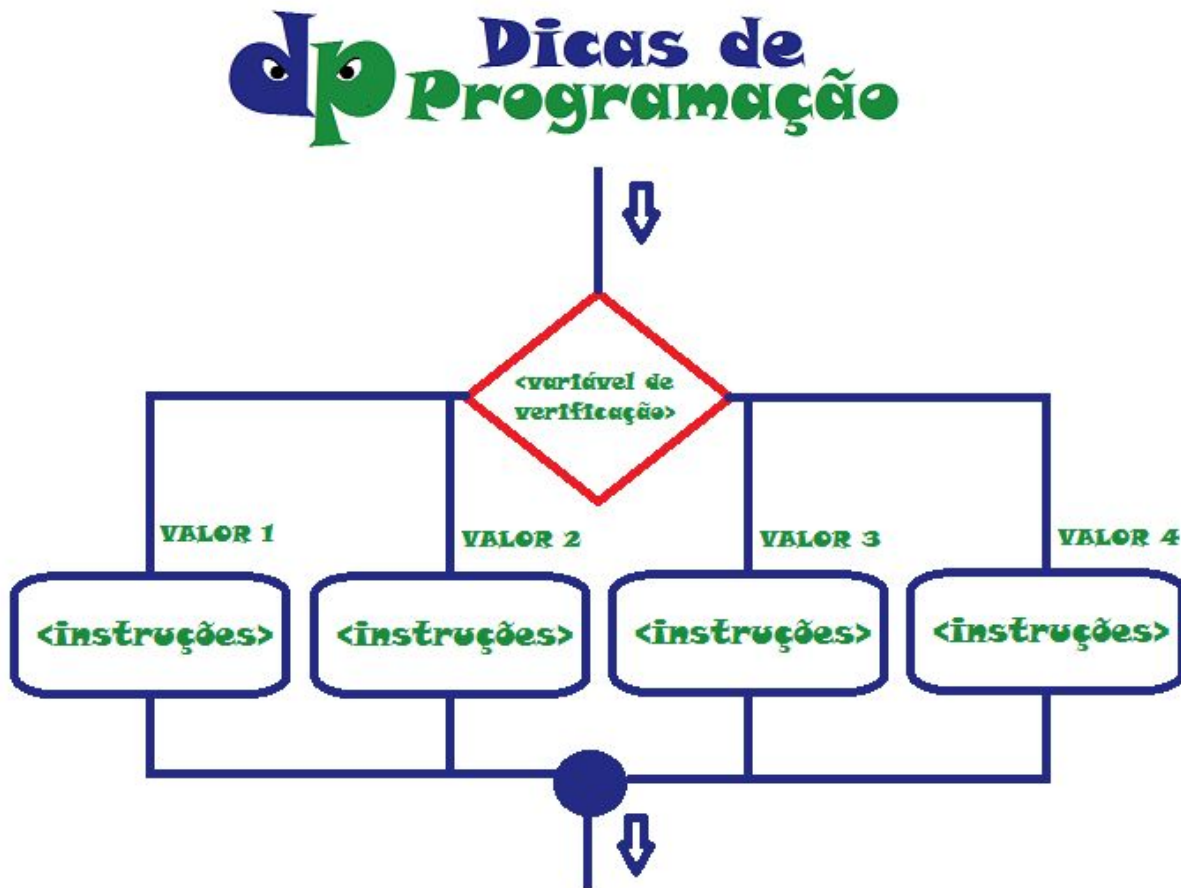 dp Dicas de
Programação
<variável de
verificação>
VALOR 1
VALOR 2
VALOR 3
VALOR 4
<instruções>
<instruções>
<instruções>
<instruções>